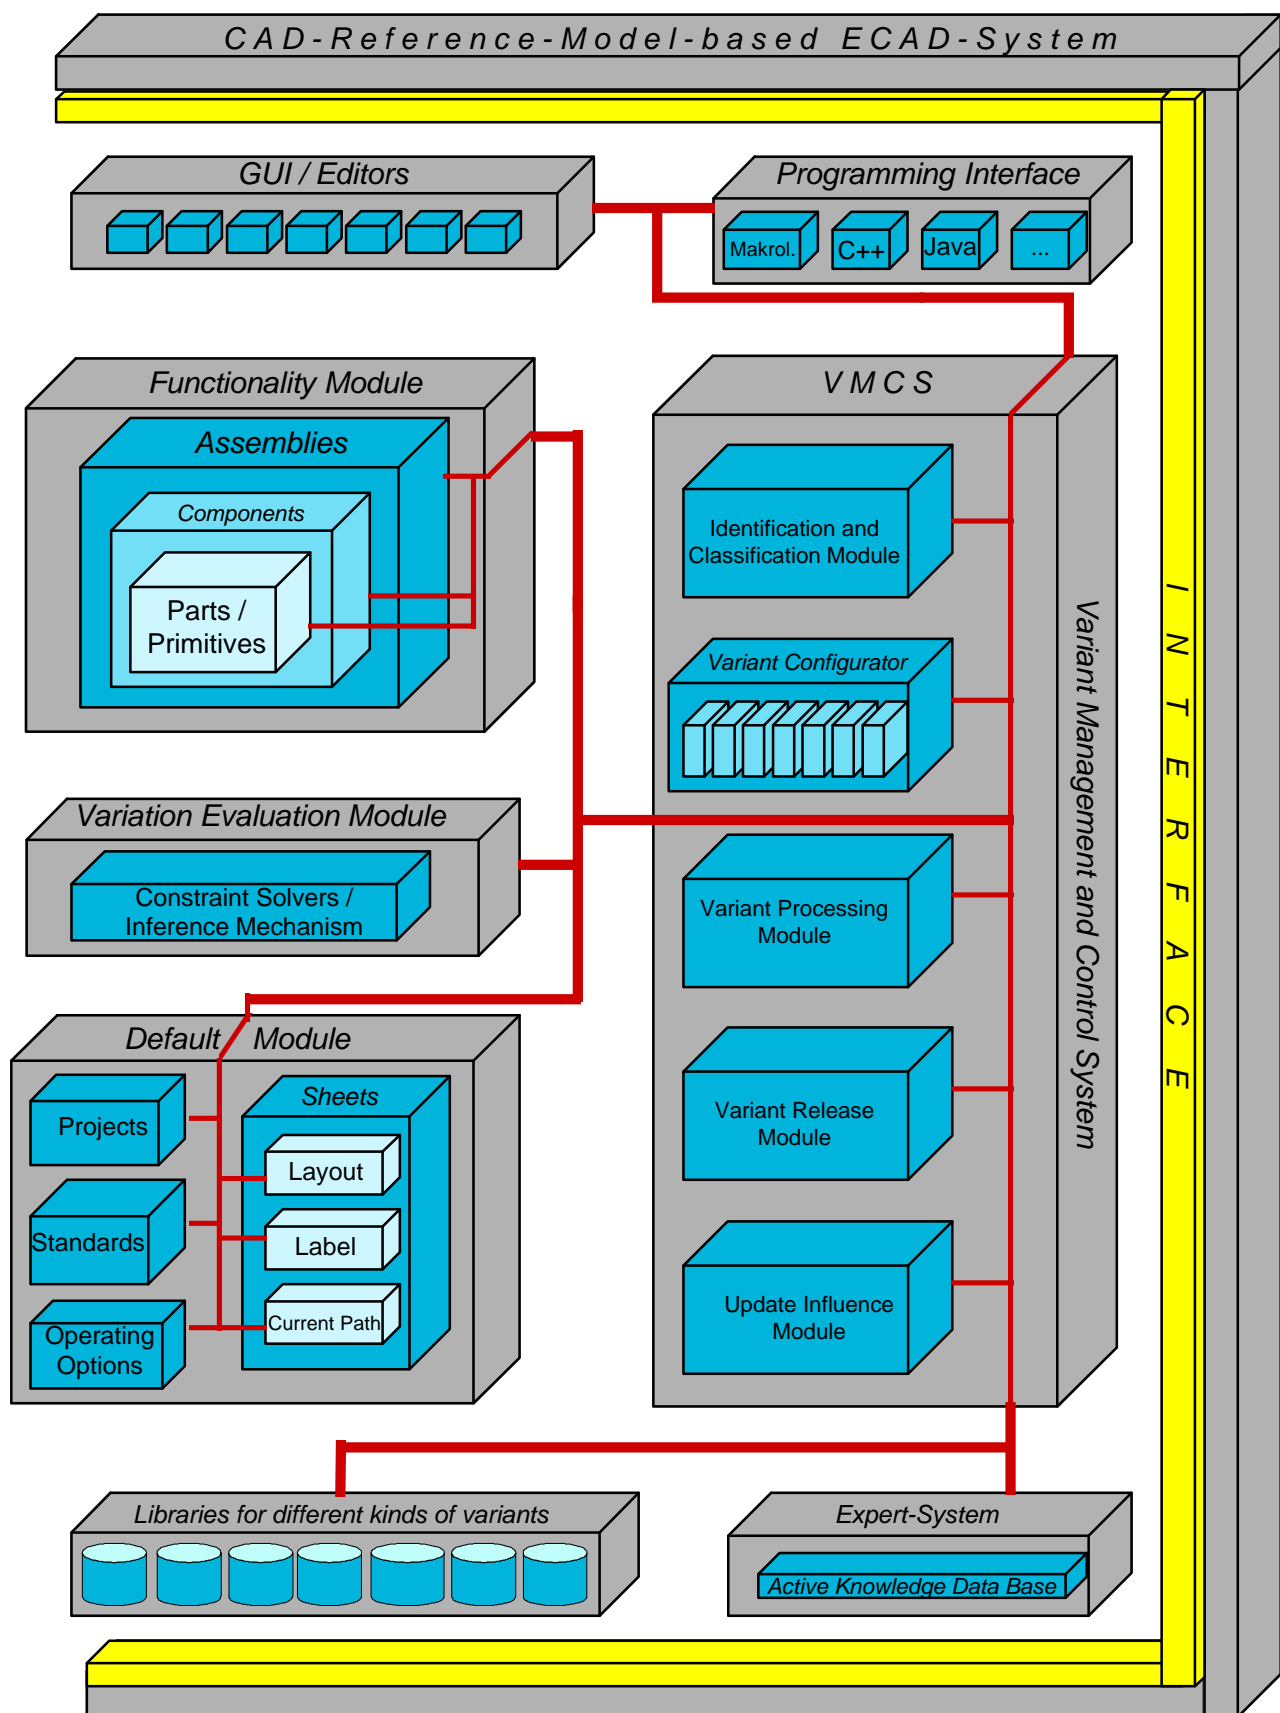 CAD-Reference-Model-based ECAD-System
GUI / Editors
Programming Interface
Makrol.
C++
Java
...
Functionality Module
Assemblies
Components
Parts /
Primitives
VMCS
Identification and
Classification Module
Variant Configurator
Variant Processing
Module
Variant Release
Module
Update Influence
Module
Variant Management and Control System
INTERFACE
Variation Evaluation Module
Constraint Solvers /
Inference Mechanism
Default Module
Projects
Standards
Operating
Options
Sheets
Layout
Label
Current Path
Libraries for different kinds of variants
Expert-System
Active Knowledge Data Base